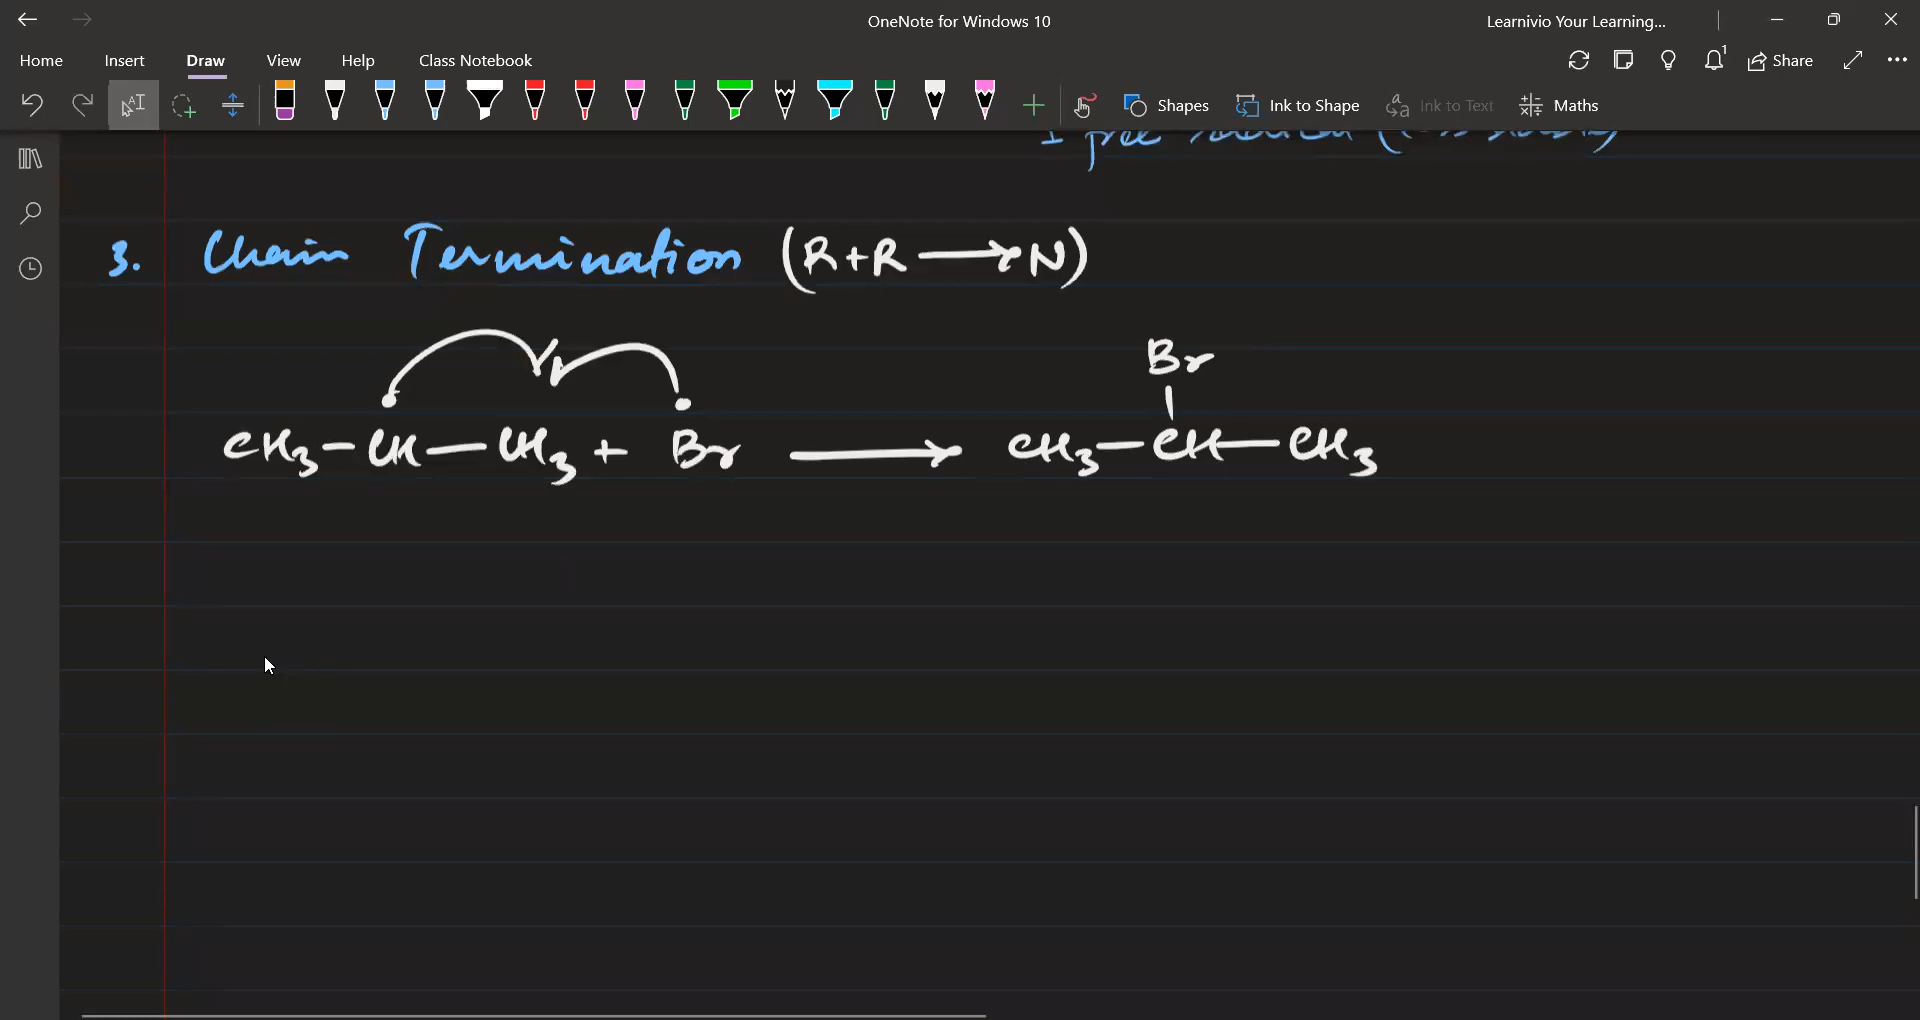 OneNote for Windows 10
Learnivio Your Learning...
Home Insert Draw View Help Class Notebook
1
Share
Shapes Ink to Shape Ink to Text Maths
3. Chain Termination (R+R⟶N)
Br
CH3-CH-CH3 + Br ⟶ CH3-CH-CH3